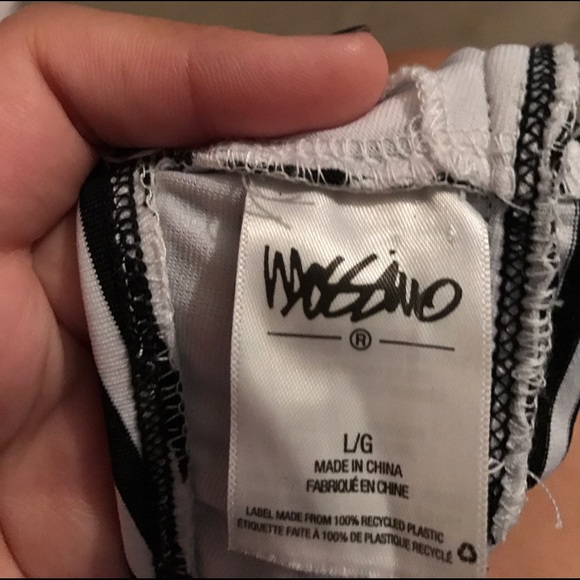 Mossimo
®
L/G
MADE IN CHINA
FABRIQUÉ EN CHINE
LABEL MADE FROM 100% RECYCLED PLASTIC
ÉTIQUETTE FAITE À 100% DE PLASTIQUE RECYCLÉ